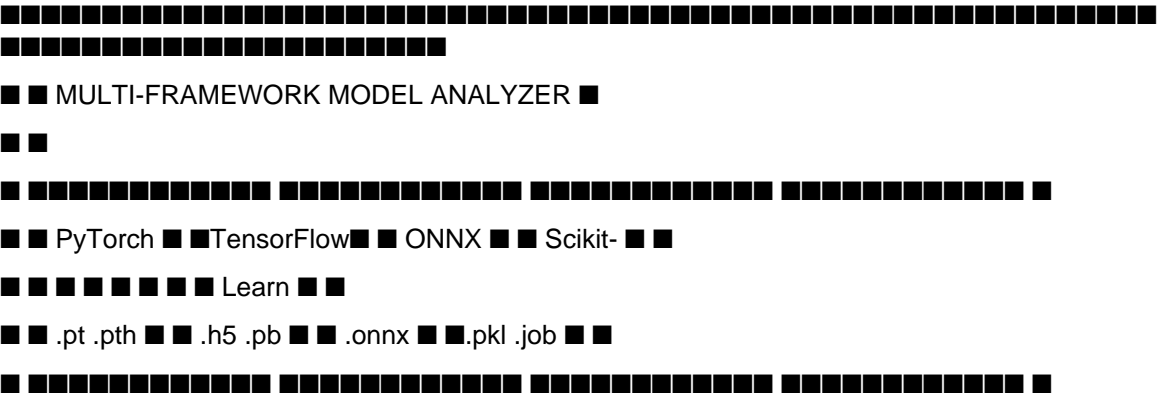 ■■■■■■■■■■■■■■■■■■■■■■■■■■■■■■■■■■■■■■■■■■■■■■■■■■■■■■■■■
■■■■■■■■■■■■■■■■■■■■■■
■ ■ MULTI-FRAMEWORK MODEL ANALYZER ■
■ ■
■ ■■■■■■■■■■■■ ■■■■■■■■■■■■ ■■■■■■■■■■■■ ■■■■■■■■■■■■ ■
■ ■ PyTorch ■ ■TensorFlow■ ■ ONNX ■ ■ Scikit- ■ ■
■ ■ ■ ■ ■ ■ ■ ■ Learn ■ ■
■ ■ .pt .pth ■ ■ .h5 .pb ■ ■ .onnx ■ ■.pkl .job ■ ■
■ ■■■■■■■■■■■■ ■■■■■■■■■■■■ ■■■■■■■■■■■■ ■■■■■■■■■■■■ ■